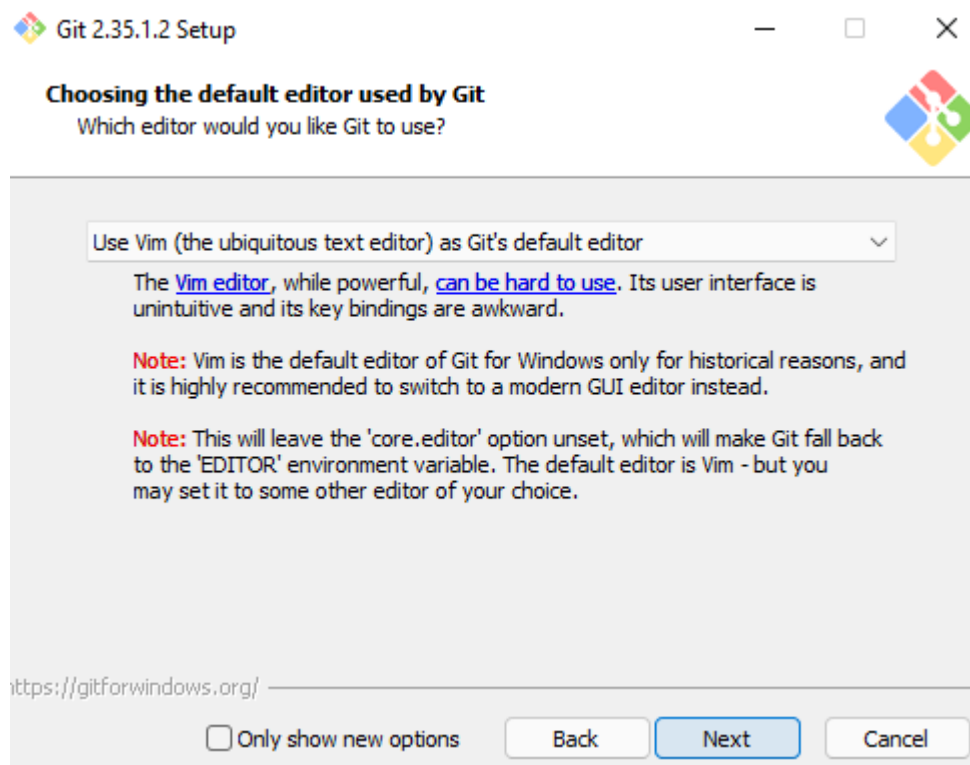 Git 2.35.1.2 Setup
Choosing the default editor used by Git
Which editor would you like Git to use?
Use Vim (the ubiquitous text editor) as Git's default editor
The Vim editor, while powerful, can be hard to use. Its user interface is
unintuitive and its key bindings are awkward.
Note: Vim is the default editor of Git for Windows only for historical reasons, and
it is highly recommended to switch to a modern GUI editor instead.
Note: This will leave the 'core.editor' option unset, which will make Git fall back
to the 'EDITOR' environment variable. The default editor is Vim - but you
may set it to some other editor of your choice.
https://gitforwindows.org/
Only show new options
Back
Next
Cancel